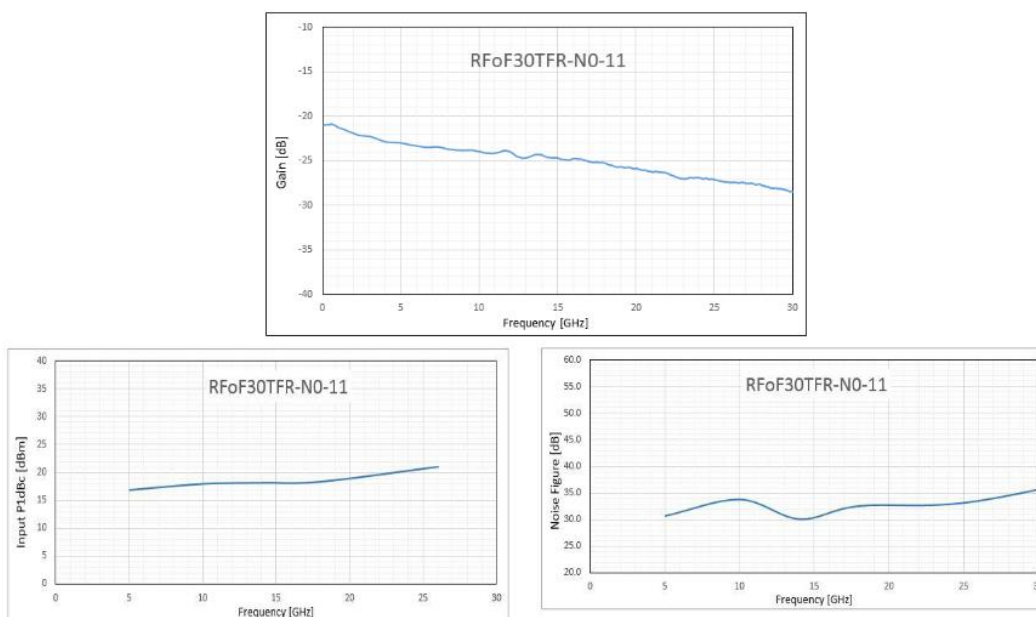 RFoF30TFR-N0-11
Gain [dB]
-10
-15
-20
-25
-30
-35
-40
0 5 10 15 20 25 30
Frequency [GHz]
RFoF30TFR-N0-11
Input P1dBc [dBm]
40
35
30
25
20
15
10
5
0
0 5 10 15 20 25 30
Frequency [GHz]
RFoF30TFR-N0-11
Noise Figure [dB]
60.0
55.0
50.0
45.0
40.0
35.0
30.0
25.0
20.0
0 5 10 15 20 25 30
Frequency [GHz]